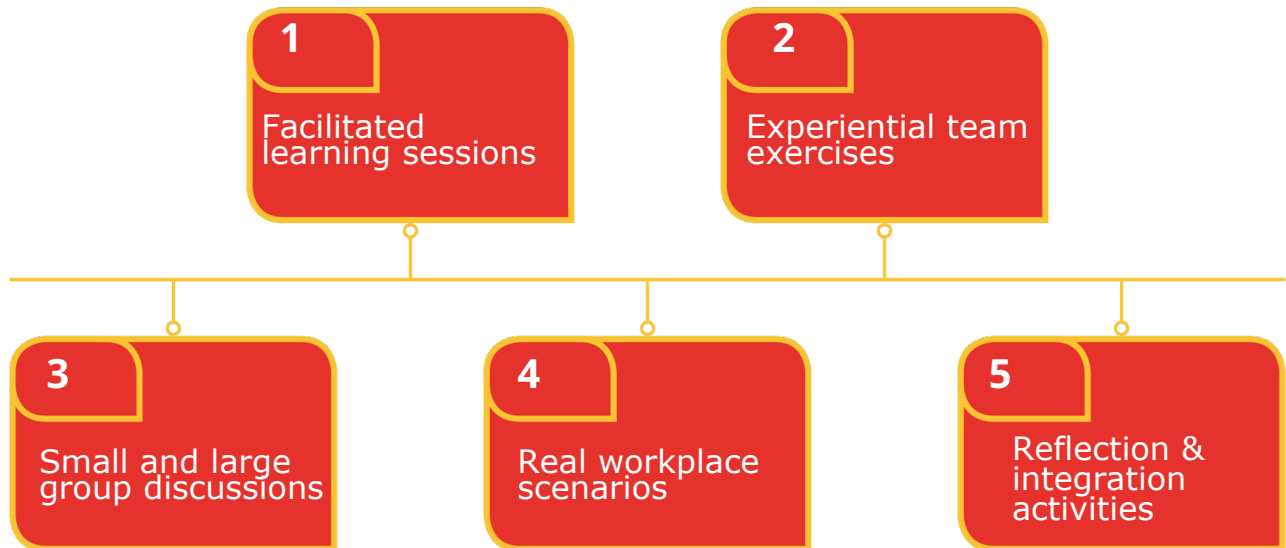 1
Facilitated
learning sessions
2
Experiential team
exercises
3
Small and large
group discussions
4
Real workplace
scenarios
5
Reflection &
integration
activities